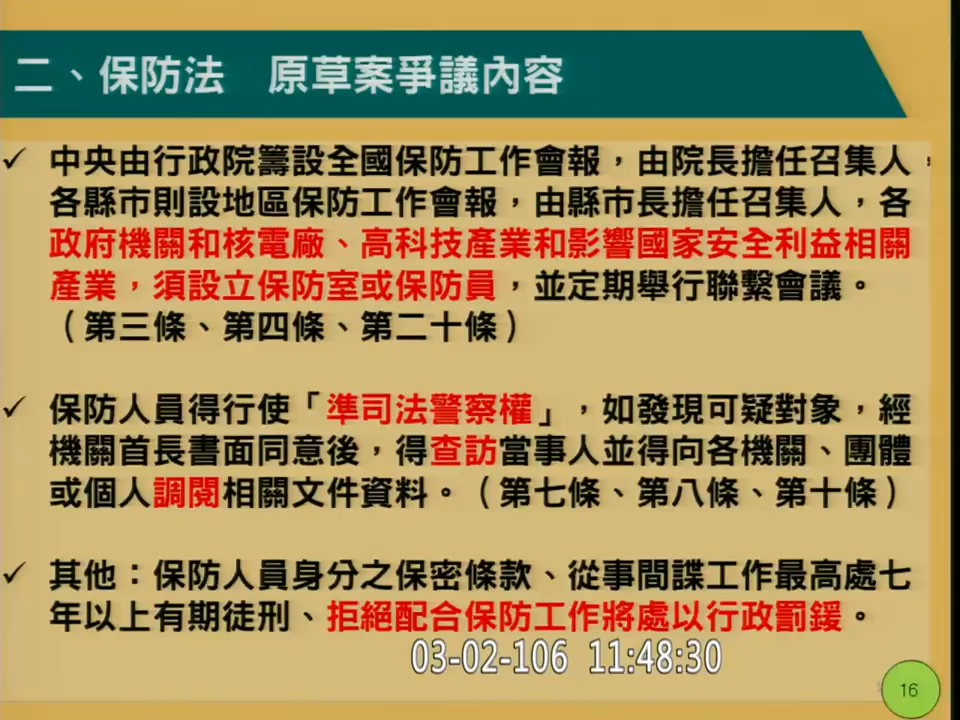 二、保防法　原草案爭議內容
✓ 中央由行政院籌設全國保防工作會報，由院長擔任召集人，
各縣市則設地區保防工作會報，由縣市長擔任召集人，各
政府機關和核電廠、高科技產業和影響國家安全利益相關
產業，須設立保防室或保防員，並定期舉行聯繫會議。
（第三條、第四條、第二十條）
✓ 保防人員得行使「準司法警察權」，如發現可疑對象，經
機關首長書面同意後，得查訪當事人並得向各機關、團體
或個人調閱相關文件資料。（第七條、第八條、第十條）
✓ 其他：保防人員身分之保密條款、從事間諜工作最高處七
年以上有期徒刑、拒絕配合保防工作將處以行政罰鍰。
03-02-106 11:48:30
16